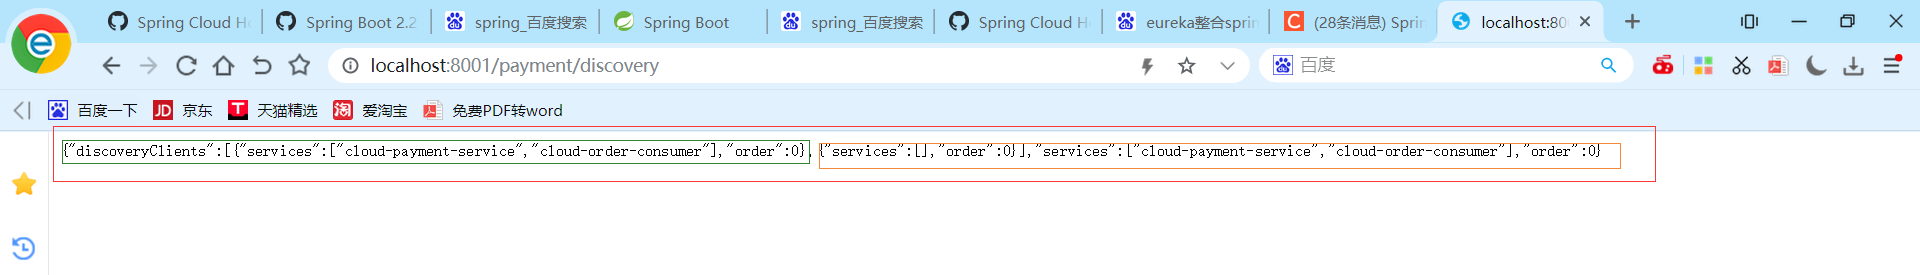 Spring Cloud H
Spring Boot 2.2
spring_百度搜索
Spring Boot
spring_百度搜索
Spring Cloud H
eureka整合sprin
(28条消息) Sprin
localhost:80
localhost:8001/payment/discovery
百度
百度一下
京东
天猫精选
爱淘宝
免费PDF转word
{"discoveryClients":[{"services":["cloud-payment-service","cloud-order-consumer"],"order":0},{"services":[],"order":0}],"services":["cloud-payment-service","cloud-order-consumer"],"order":0}